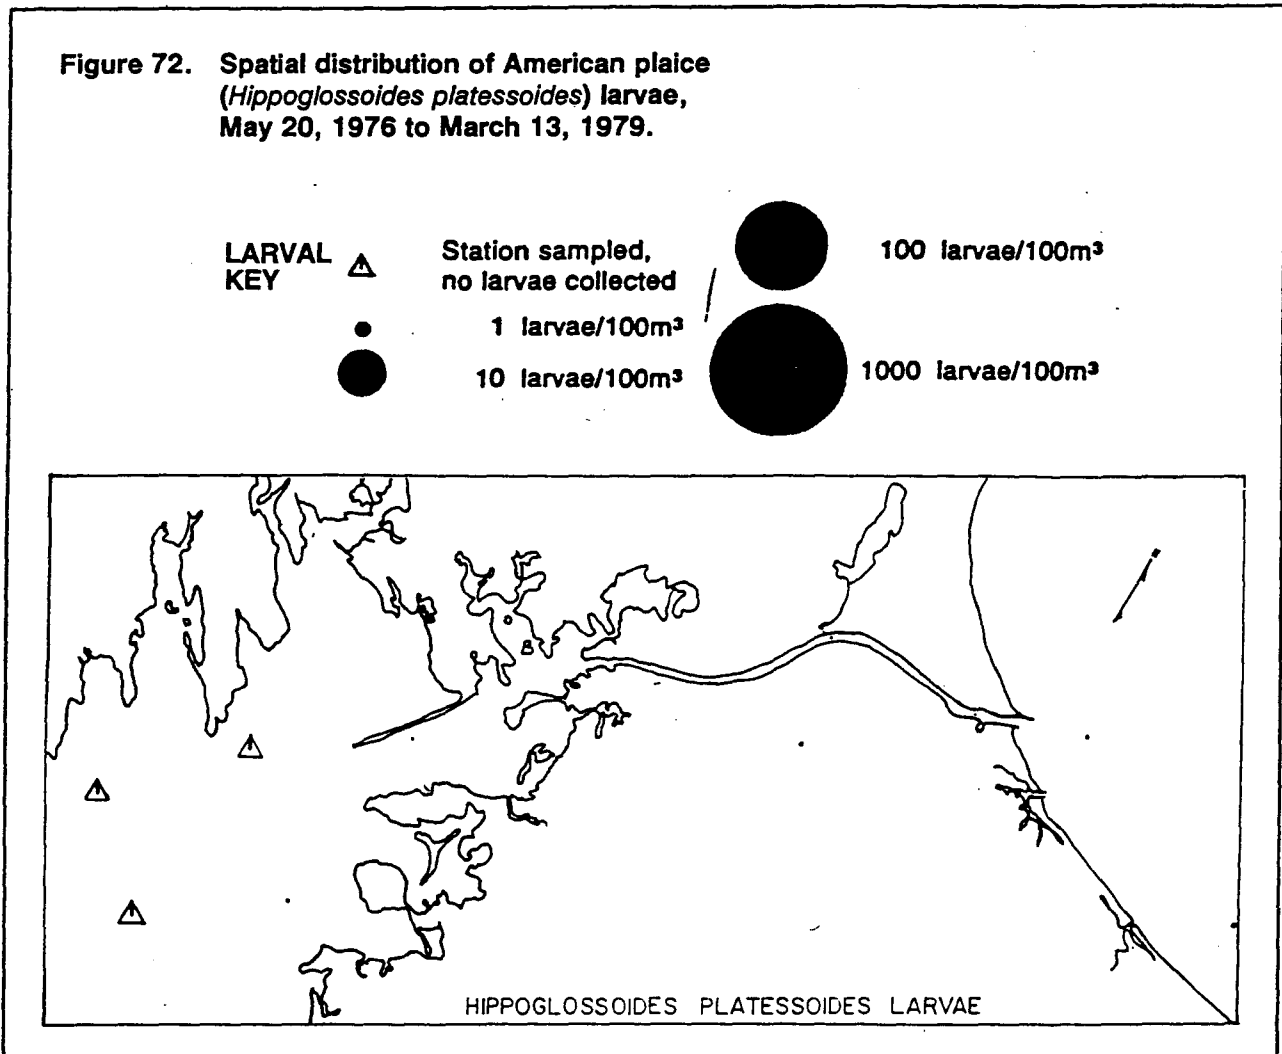 Figure 72. Spatial distribution of American plaice
(Hippoglossoides platessoides) larvae,
May 20, 1976 to March 13, 1979.
LARVAL
KEY
Station sampled,
no larvae collected
1 larvae/100m³
10 larvae/100m³
100 larvae/100m³
1000 larvae/100m³
HIPPOGLOSSOIDES PLATESSOIDES LARVAE